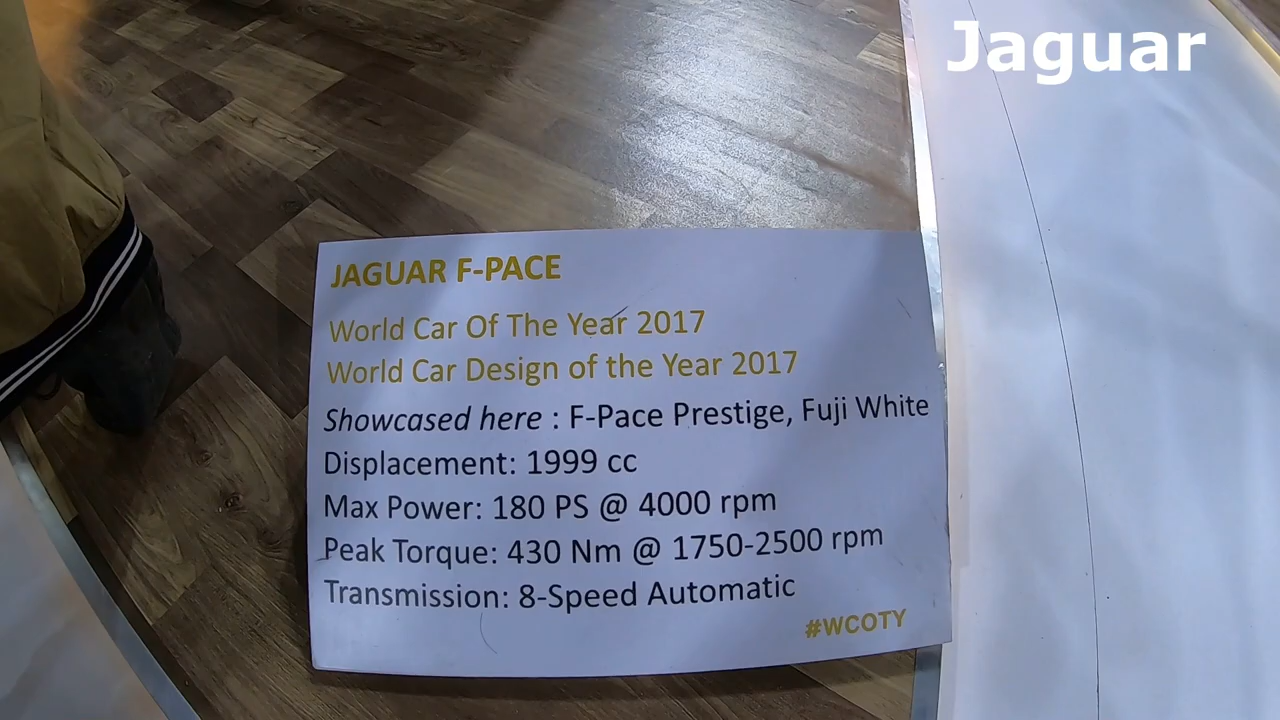 Jaguar
JAGUAR F-PACE
World Car Of The Year 2017
World Car Design of the Year 2017
Showcased here : F-Pace Prestige, Fuji White
Displacement: 1999 cc
Max Power: 180 PS @ 4000 rpm
Peak Torque: 430 Nm @ 1750-2500 rpm
Transmission: 8-Speed Automatic
#WCOTY